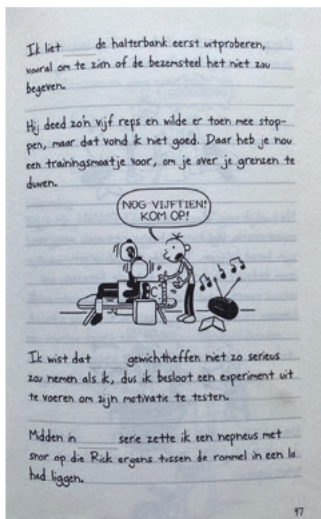 Ik liet de halterbank eerst uitproberen,
vooral om te zien of de bezemsteel het niet zou
begeven.
Hij deed zo'n vijf reps en wilde er toen mee stop-
pen, maar dat vond ik niet goed. Daar heb je nou
een trainingsmaatje voor, om je over je grenzen te
duwen.
NOG VIJFTIEN!
KOM OP!
Ik wist dat gewichtheffen niet zo serieus
zou nemen als ik, dus ik besloot een experiment uit
te voeren om zijn motivatie te testen.
Midden in serie zette ik een nepneus met
snor op die Rick ergens tussen de rommel in een la
had liggen.
97